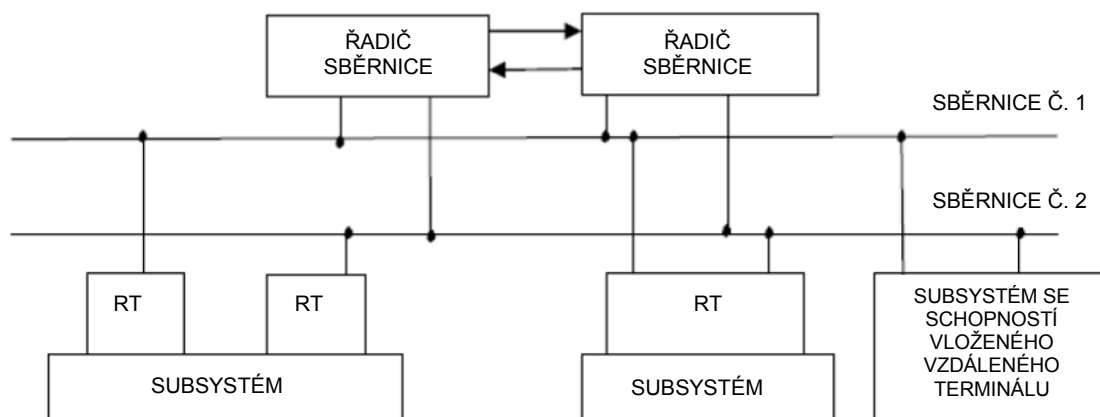 ŘADIČ
SBĚRNICE
ŘADIČ
SBĚRNICE
SBĚRNICE Č. 1
SBĚRNICE Č. 2
RT
RT
SUBSYSTÉM
RT
SUBSYSTÉM
SUBSYSTÉM SE
SCHOPNOSTÍ
VLOŽENÉHO
VZDÁLENÉHO
TERMINÁLU